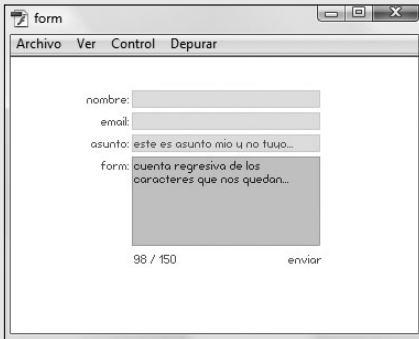 form
Archivo Ver Control Depurar
nombre:
email:
asunto: este es asunto mio y no tuyo...
form: cuenta regresiva de los
caracteres que nos quedan...
98 / 150 enviar